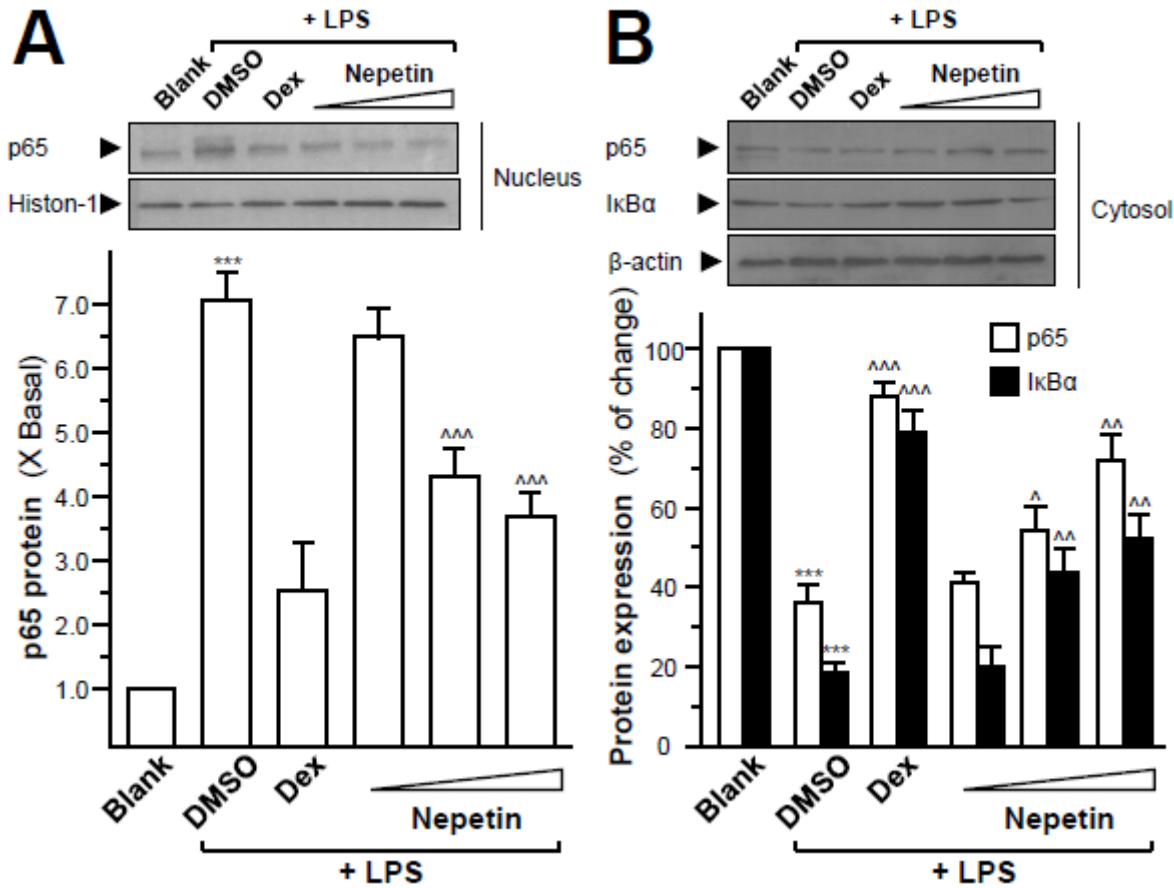 A
+ LPS
Blank
DMSO
Dex
Nepetin
p65
Histon-1
Nucleus
p65 protein (X Basal)
7.0
6.0
5.0
4.0
3.0
2.0
1.0
***
^^^
^^^
Blank
DMSO
Dex
Nepetin
+ LPS
B
+ LPS
Blank
DMSO
Dex
Nepetin
p65
IκBα
β-actin
Cytosol
Protein expression (% of change)
100
80
60
40
20
0
p65
IκBα
***
***
^^^
^^^
^
^^
^^
^^
Blank
DMSO
Dex
Nepetin
+ LPS